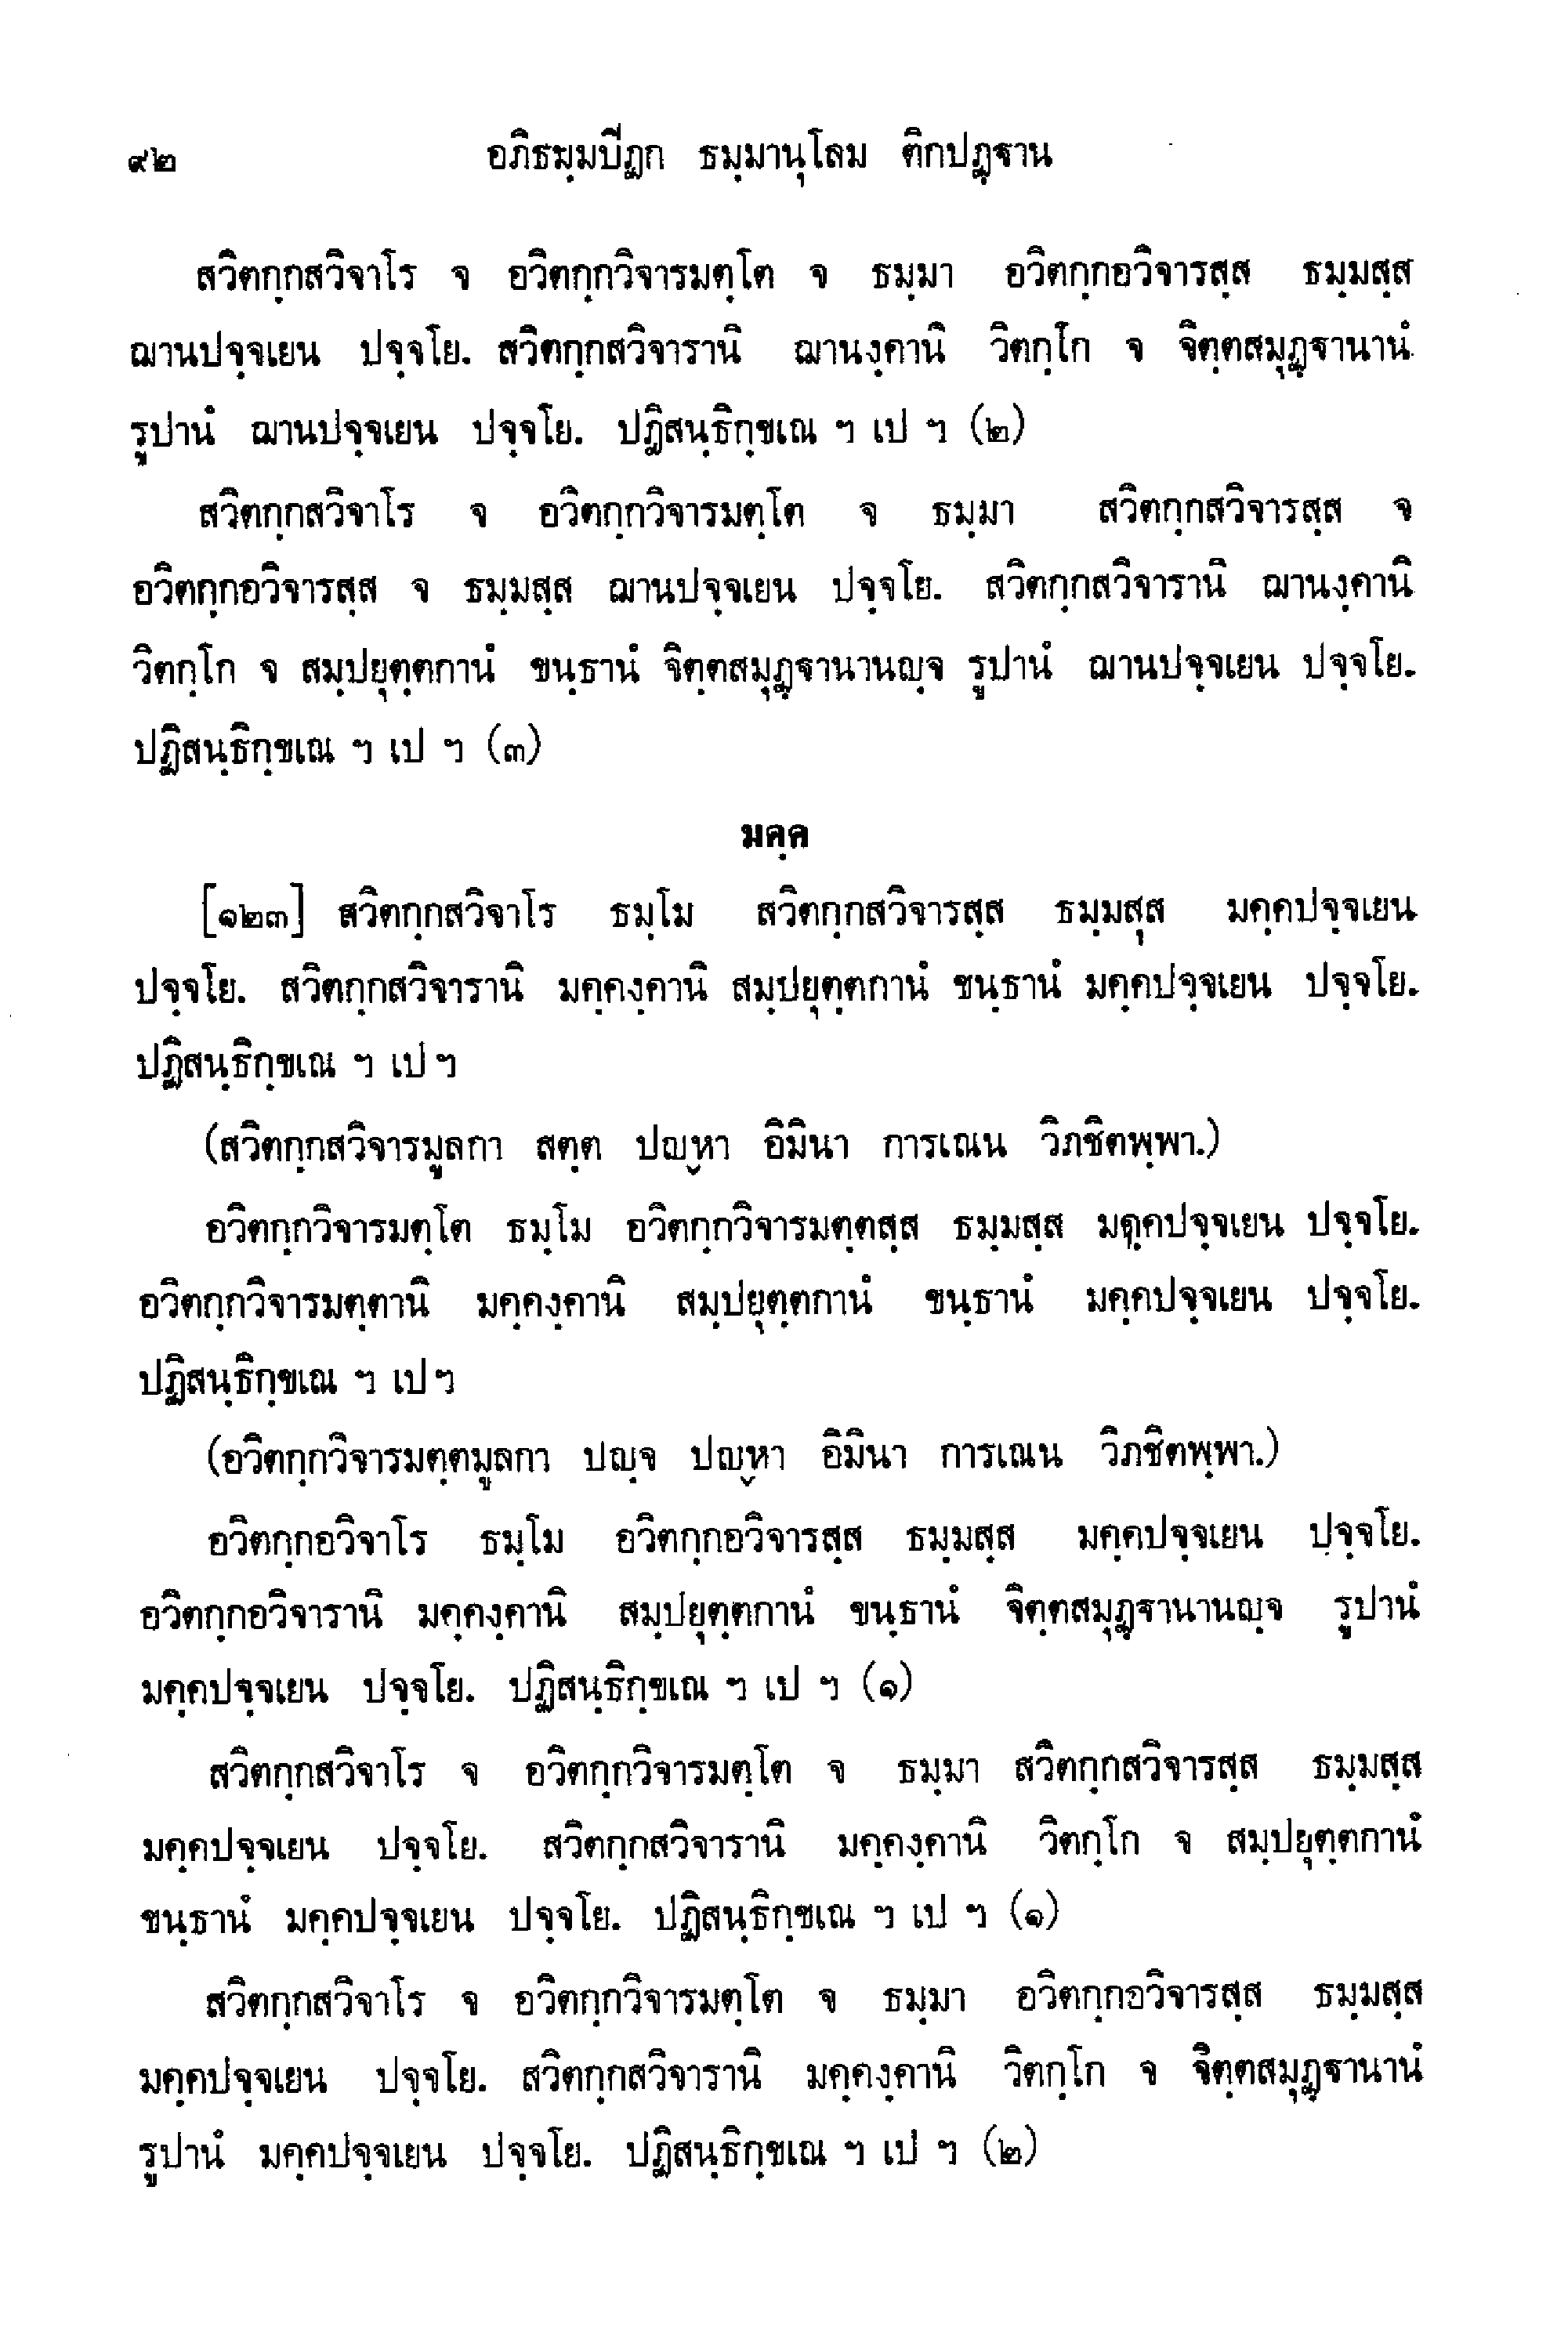 ๙๒ อภิธมฺมปิฏก ธมฺมานุโลม ติกปฏฺฐาน
สวิตกฺกสวิจาโร จ อวิตกฺกวิจารมตฺโต จ ธมฺมา อวิตกฺกอวิจารสฺส ธมฺมสฺส
ฌานปจฺจเยน ปจฺจโย. สวิตกฺกสวิจารานิ ฌานงฺคานิ วิตกฺโก จ จิตฺตสมุฏฺฐานานํ
รูปานํ ฌานปจฺจเยน ปจฺจโย. ปฏิสนฺธิกฺขเณ ฯ เป ฯ (๒)
สวิตกฺกสวิจาโร จ อวิตกฺกวิจารมตฺโต จ ธมฺมา สวิตกฺกสวิจารสฺส จ
อวิตกฺกอวิจารสฺส จ ธมฺมสฺส ฌานปจฺจเยน ปจฺจโย. สวิตกฺกสวิจารานิ ฌานงฺคานิ
วิตกฺโก จ สมฺปยุตฺตกานํ ขนฺธานํ จิตฺตสมุฏฺฐานานญฺจ รูปานํ ฌานปจฺจเยน ปจฺจโย.
ปฏิสนฺธิกฺขเณ ฯ เป ฯ (๓)
มคฺค
[๑๒๓] สวิตกฺกสวิจาโร ธมฺโม สวิตกฺกสวิจารสฺส ธมฺมสุส มคฺคปจฺจเยน
ปจฺจโย. สวิตกฺกสวิจารานิ มคฺคงฺคานิ สมฺปยุตฺตกานํ ขนฺธานํ มคฺคปจฺจเยน ปจฺจโย.
ปฏิสนฺธิกฺขเณ ฯ เป ฯ
(สวิตกฺกสวิจารมูลกา สตฺต ปญฺหา อิมินา การเณน วิภชิตพฺพา.)
อวิตกฺกวิจารมตฺโต ธมฺโม อวิตกฺกวิจารมตฺตสฺส ธมฺมสฺส มคฺคปจฺจเยน ปจฺจโย.
อวิตกฺกวิจารมตฺตานิ มคฺคงฺคานิ สมฺปยุตฺตกานํ ขนฺธานํ มคฺคปจฺจเยน ปจฺจโย.
ปฏิสนฺธิกฺขเณ ฯ เป ฯ
(อวิตกฺกวิจารมตฺตมูลกา ปญฺจ ปญฺหา อิมินา การเณน วิภชิตพฺพา.)
อวิตกฺกอวิจาโร ธมฺโม อวิตกฺกอวิจารสฺส ธมฺมสฺส มคฺคปจฺจเยน ปจฺจโย.
อวิตกฺกอวิจารานิ มคฺคงฺคานิ สมฺปยุตฺตกานํ ขนฺธานํ จิตฺตสมุฏฺฐานานญฺจ รูปานํ
มคฺคปจฺจเยน ปจฺจโย. ปฏิสนฺธิกฺขเณ ฯ เป ฯ (๑)
สวิตกฺกสวิจาโร จ อวิตกฺกวิจารมตฺโต จ ธมฺมา สวิตกฺกสวิจารสฺส ธมฺมสฺส
มคฺคปจฺจเยน ปจฺจโย. สวิตกฺกสวิจารานิ มคฺคงฺคานิ วิตกฺโก จ สมฺปยุตฺตกานํ
ขนฺธานํ มคฺคปจฺจเยน ปจฺจโย. ปฏิสนฺธิกฺขเณ ฯ เป ฯ (๑)
สวิตกฺกสวิจาโร จ อวิตกฺกวิจารมตฺโต จ ธมฺมา อวิตกฺกอวิจารสฺส ธมฺมสฺส
มคฺคปจฺจเยน ปจฺจโย. สวิตกฺกสวิจารานิ มคฺคงฺคานิ วิตกฺโก จ จิตฺตสมุฏฺฐานานํ
รูปานํ มคฺคปจฺจเยน ปจฺจโย. ปฏิสนฺธิกฺขเณ ฯ เป ฯ (๒)